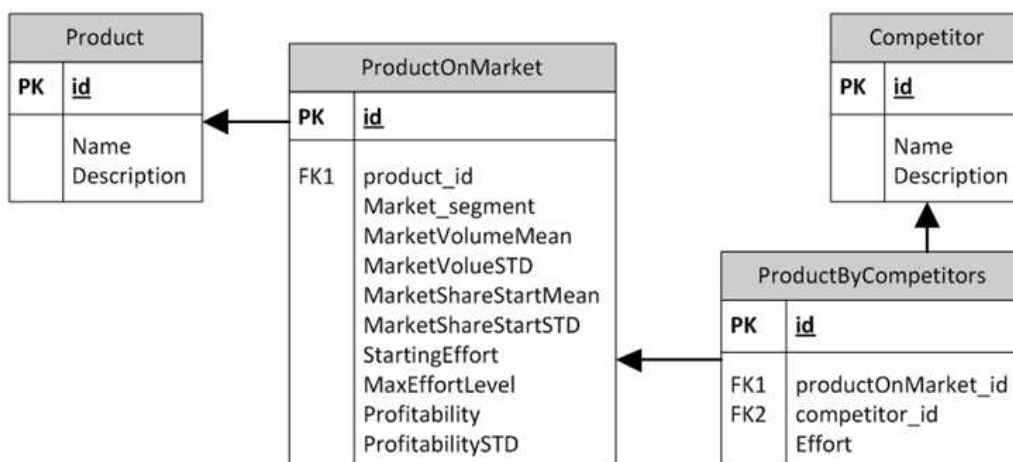 Product
PK id
Name
Description
ProductOnMarket
PK id
FK1 product_id
Market_segment
MarketVolumeMean
MarketVolueSTD
MarketShareStartMean
MarketShareStartSTD
StartingEffort
MaxEffortLevel
Profitability
ProfitabilitySTD
Competitor
PK id
Name
Description
ProductByCompetitors
PK id
FK1 productOnMarket_id
FK2 competitor_id
Effort